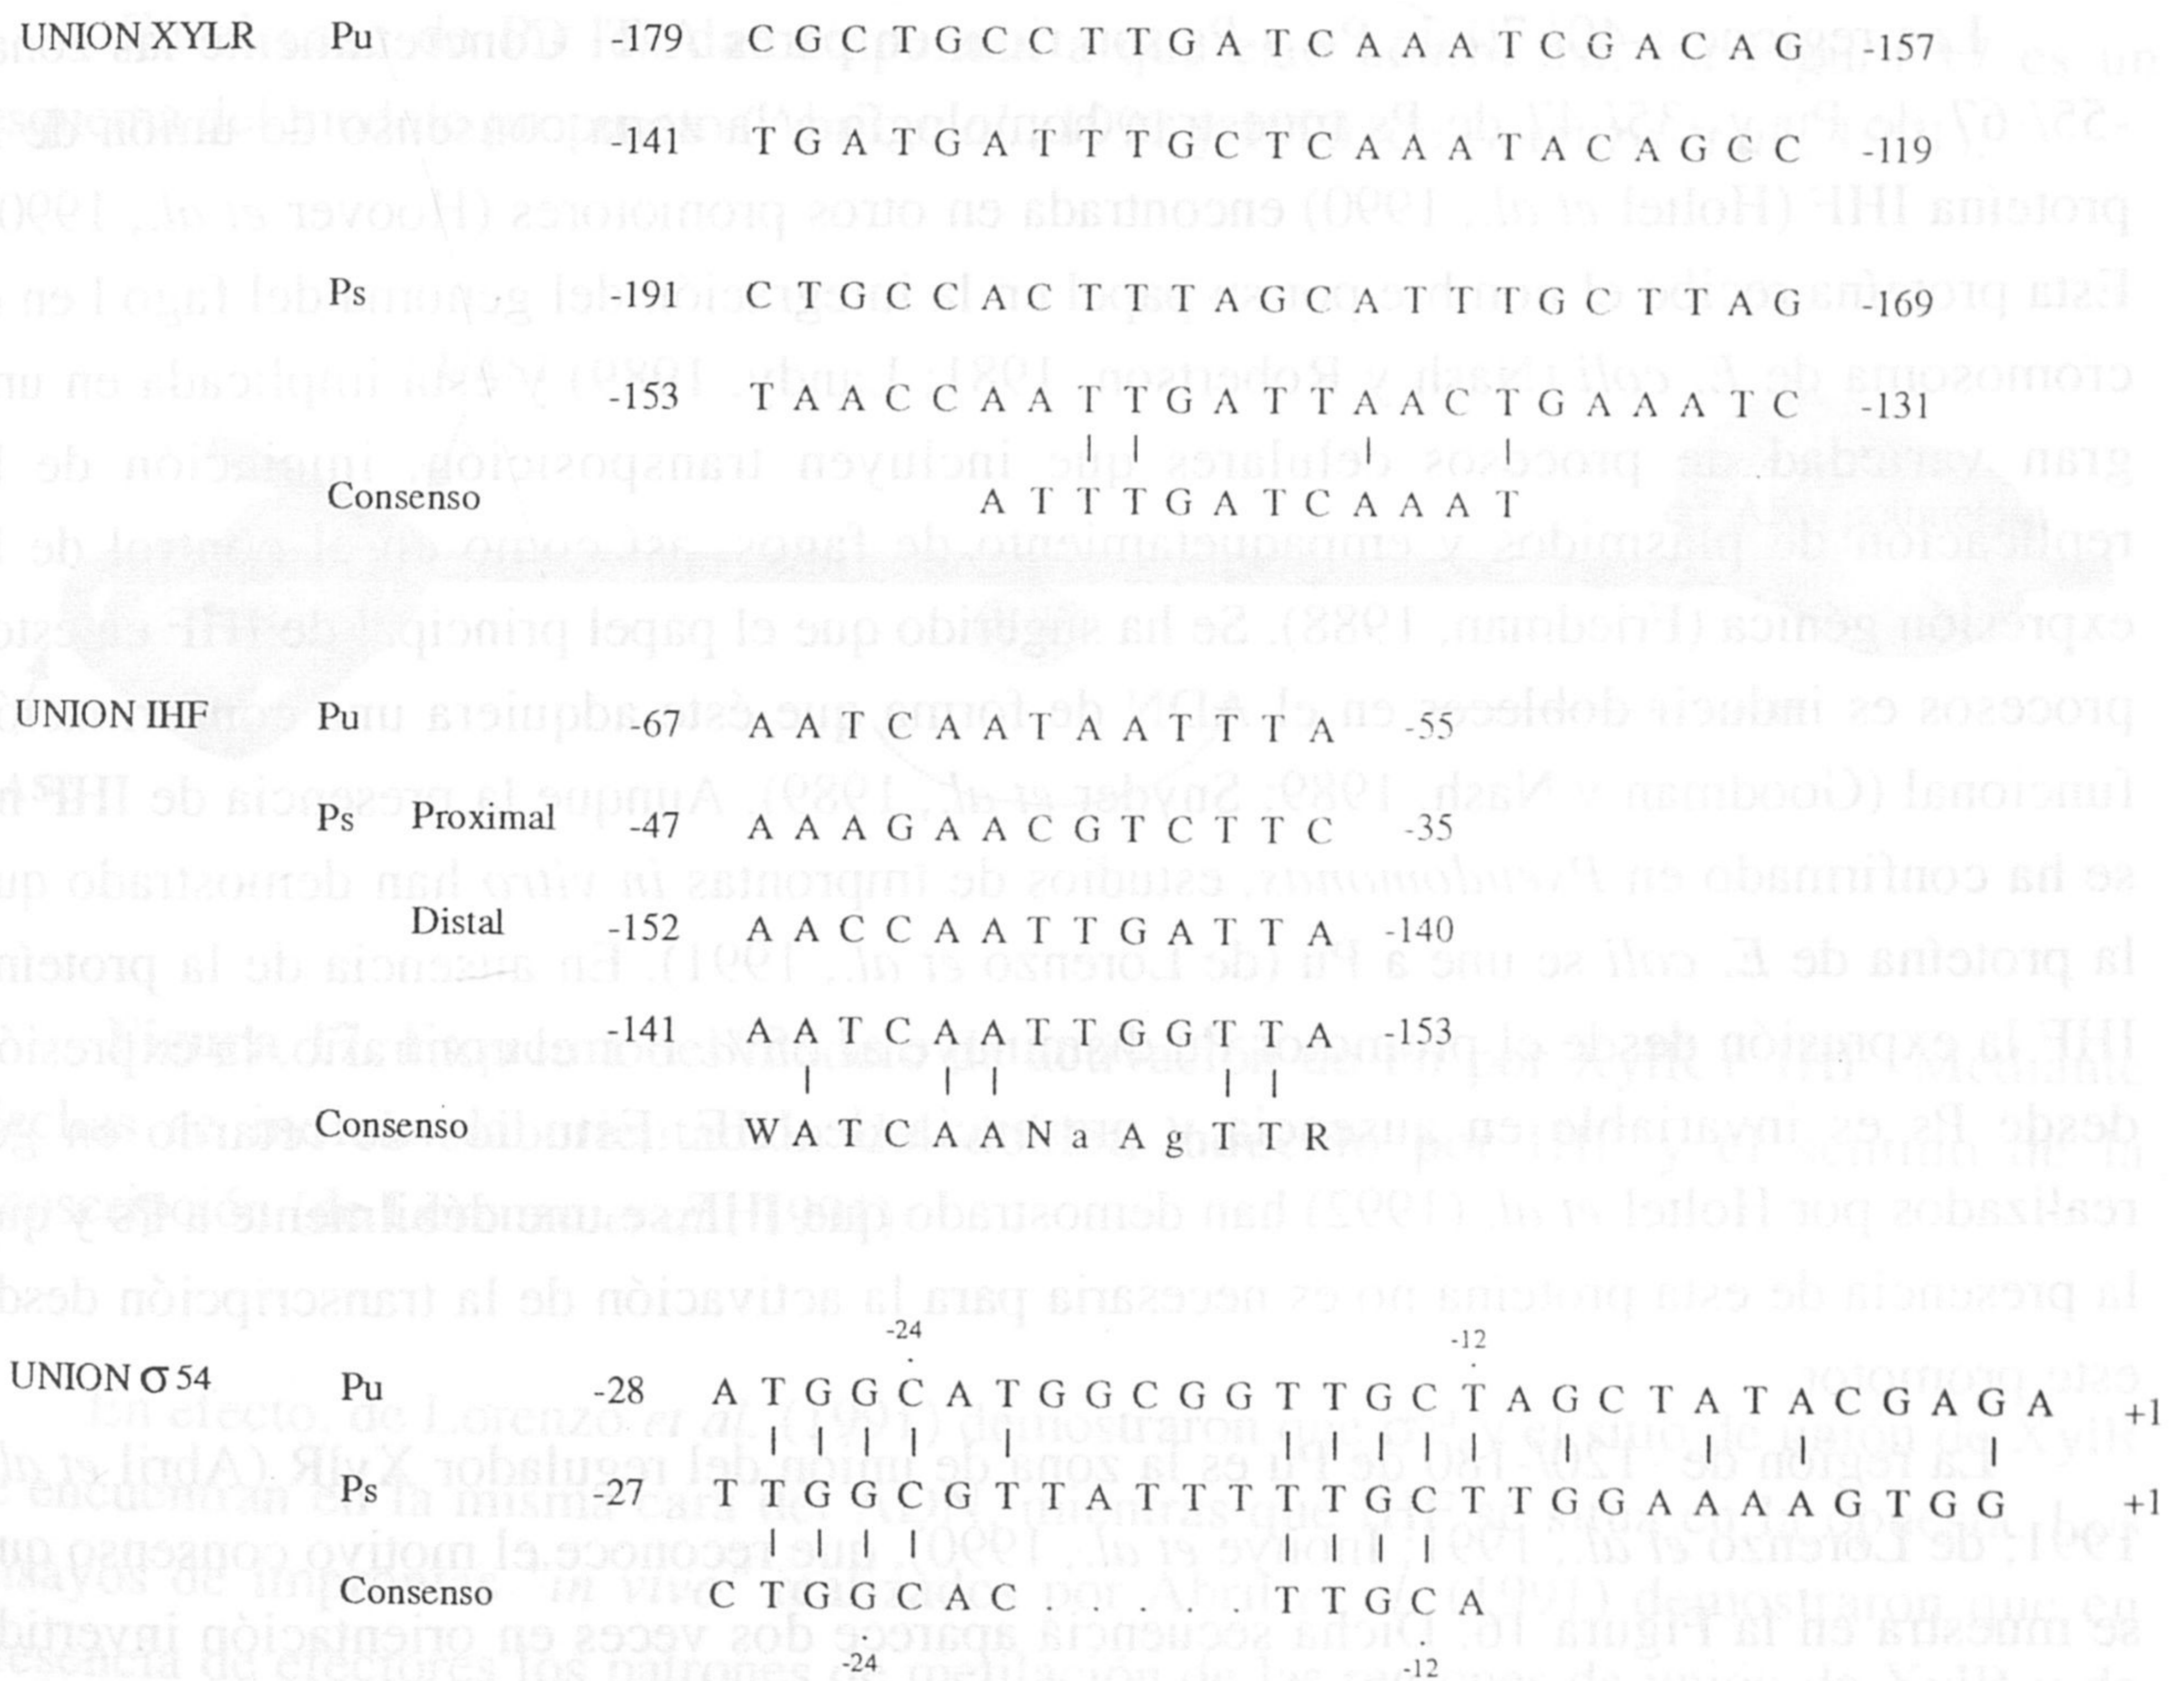 UNION XYLR Pu -179 C G C T G C C T T G A T C A A A T C G A C A G -157
-141 T G A T G A T T T G C T C A A A T A C A G C C -119
Ps -191 C T G C C A C T T T A G C A T T T G C T T A G -169
-153 T A A C C A A T T G A T T A A C T G A A A T C -131
Consenso A T T T G A T C A A A T
UNION IHF Pu -67 A A T C A A T A A T T T A -55
Ps Proximal -47 A A A G A A C G T C T T C -35
Distal -152 A A C C A A T T G A T T A -140
-141 A A T C A A T T G G T T A -153
Consenso W A T C A A N a A g T T R
-24 -12
UNION σ 54 Pu -28 A T G G C A T G G C G G T T G C T A G C T A T A C G A G A +1
Ps -27 T T G G C G T T A T T T T T G C T T G G A A A A G T G G +1
Consenso C T G G C A C . . . . . T T G C A
-24 -12